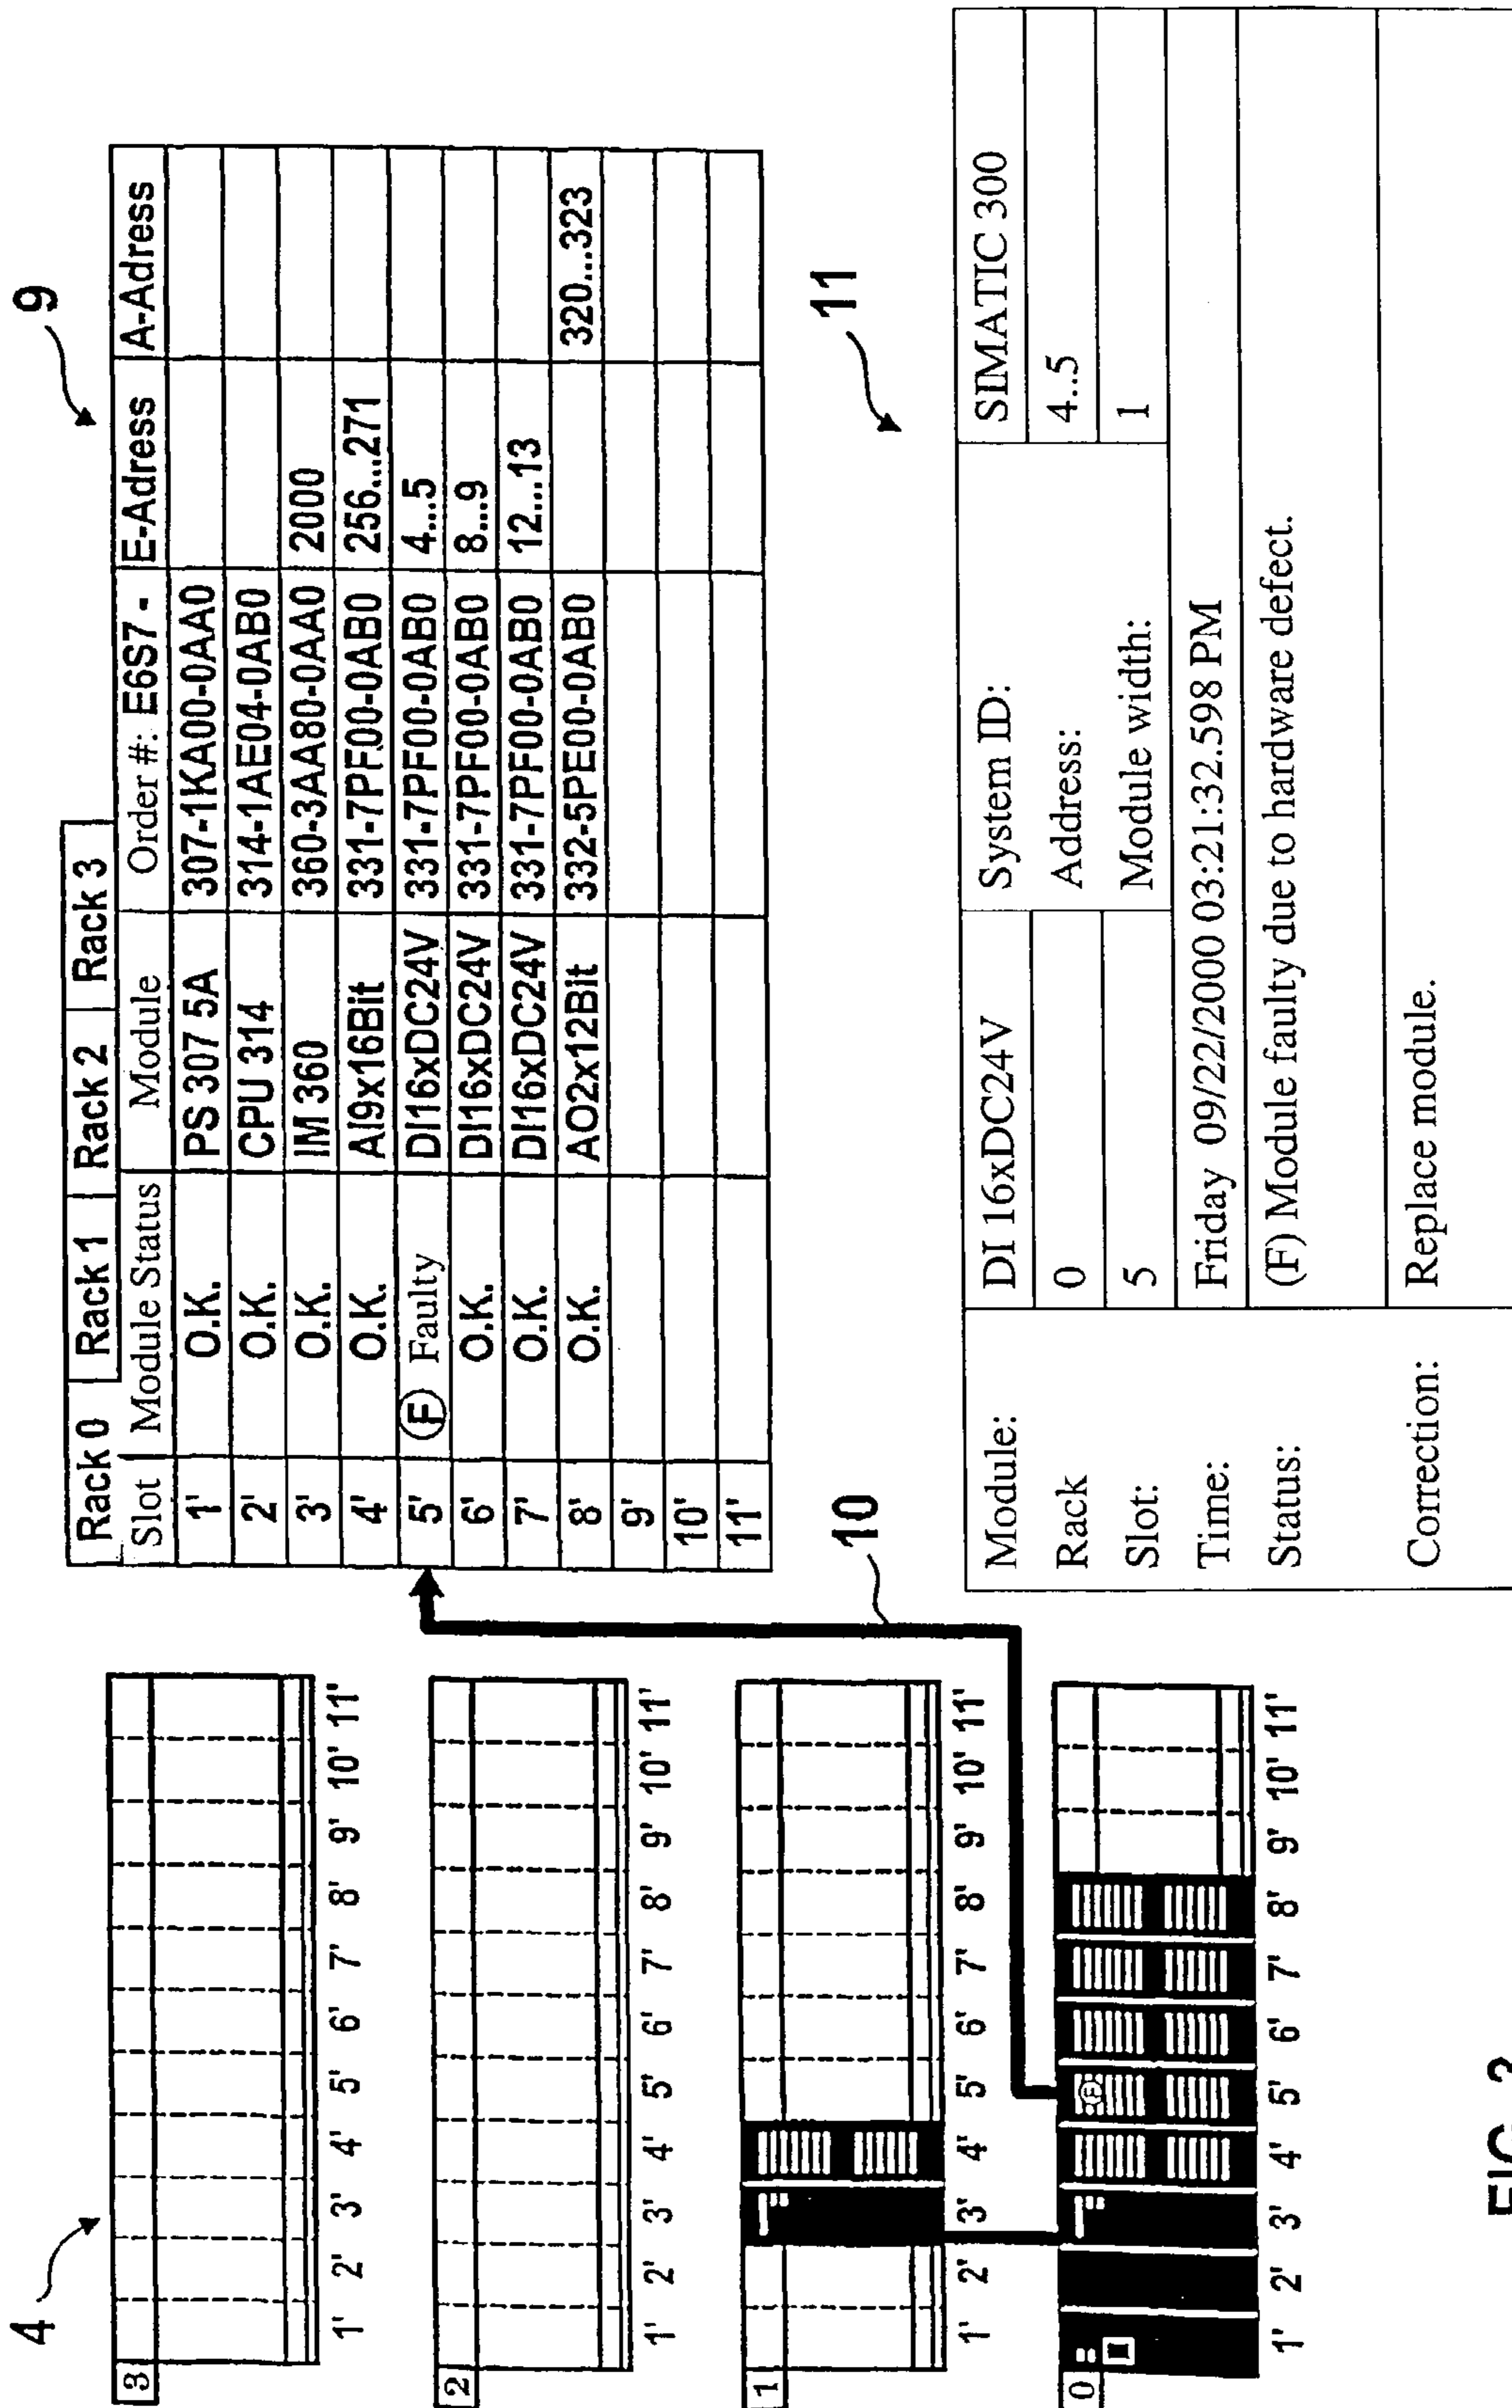 4
3
1' 2' 3' 4' 5' 6' 7' 8' 9' 10' 11'
2
1' 2' 3' 4' 5' 6' 7' 8' 9' 10' 11'
1
1' 2' 3' 4' 5' 6' 7' 8' 9' 10' 11'
0
F
1' 2' 3' 4' 5' 6' 7' 8' 9' 10' 11'
10
9
Rack 0 Rack 1 Rack 2 Rack 3
Slot Module Status Module Order #: E6S7 - E-Adress A-Adress
1' O.K. PS 307 5A 307-1KA00-0AA0
2' O.K. CPU 314 314-1AE04-0AB0
3' O.K. IM 360 360-3AA80-0AA0 2000
4' O.K. AI9x16Bit 331-7PF00-0AB0 256...271
5' F Faulty DI16xDC24V 331-7PF00-0AB0 4...5
6' O.K. DI16xDC24V 331-7PF00-0AB0 8...9
7' O.K. DI16xDC24V 331-7PF00-0AB0 12...13
8' O.K. AO2x12Bit 332-5PE00-0AB0 320...323
9'
10'
11'
11
Module: DI 16xDC24V System ID: SIMATIC 300
Rack 0 Address: 4..5
Slot: 5 Module width: 1
Time: Friday 09/22/2000 03:21:32.598 PM
Status: (F) Module faulty due to hardware defect.
Correction: Replace module.
FIG